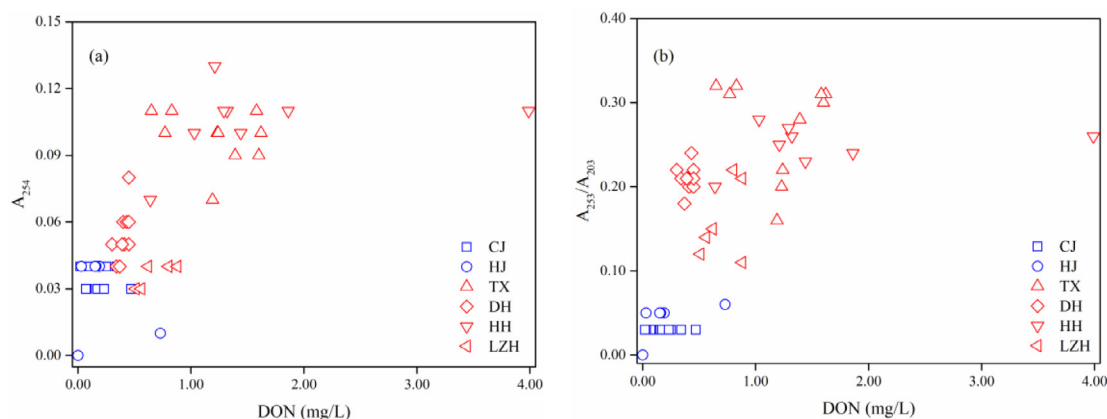 (a)
0.15
0.12
0.09
0.06
0.03
0.00
A254
0.00
1.00
2.00
3.00
4.00
DON (mg/L)
CJ
HJ
TX
DH
HH
LZH
(b)
0.40
0.30
0.20
0.10
0.00
A253/A203
0.00
1.00
2.00
3.00
4.00
DON (mg/L)
CJ
HJ
TX
DH
HH
LZH